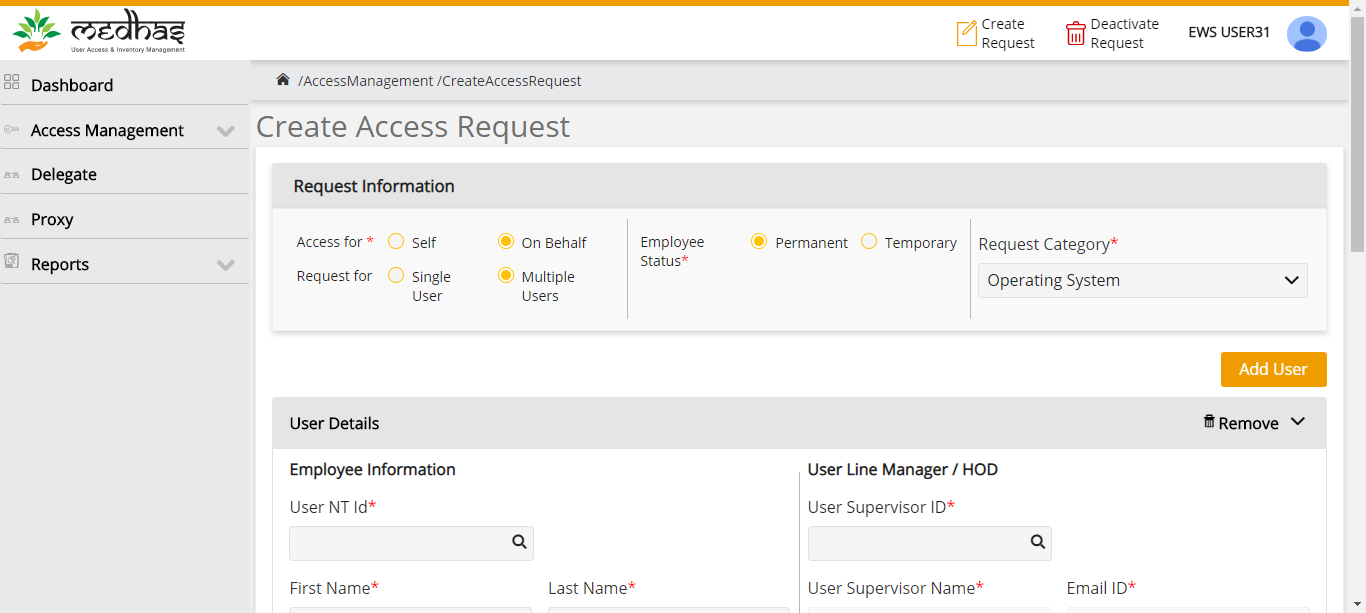 medhas
User Access & Inventory Management
Create
Request
Deactivate
Request
EWS USER31
Dashboard
Access Management
Delegate
Proxy
Reports
/AccessManagement /CreateAccessRequest
Create Access Request
Request Information
Access for * Self On Behalf
Request for Single
User Multiple
Users
Employee
Status* Permanent Temporary
Request Category*
Operating System
Add User
User Details
Remove
Employee Information
User Line Manager / HOD
User NT Id*
User Supervisor ID*
First Name* Last Name*
User Supervisor Name* Email ID*